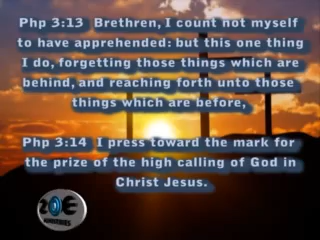 Php 3:13 Brethren, I count not myself
to have apprehended: but this one thing
I do, forgetting those things which are
behind, and reaching forth unto those
things which are before,
Php 3:14 I press toward the mark for
the prize of the high calling of God in
Christ Jesus.
MINISTRIES